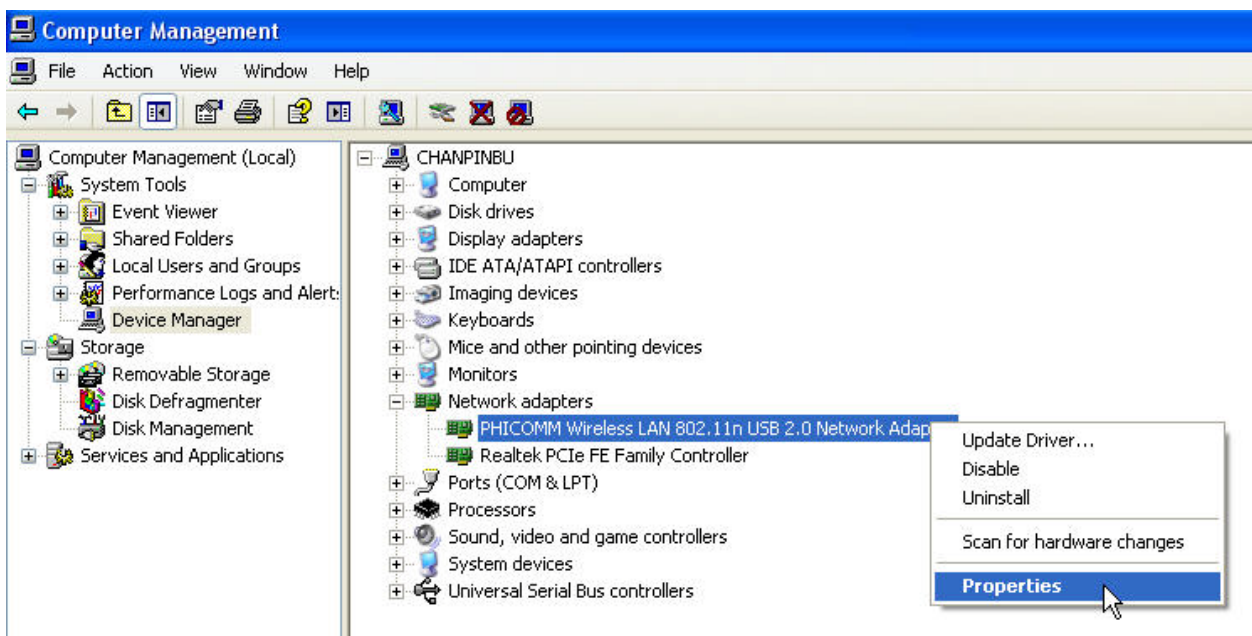 Computer Management
File Action View Window Help
Computer Management (Local)
System Tools
Event Viewer
Shared Folders
Local Users and Groups
Performance Logs and Alert
Device Manager
Storage
Removable Storage
Disk Defragmenter
Disk Management
Services and Applications
CHANPINBU
Computer
Disk drives
Display adapters
IDE ATA/ATAPI controllers
Imaging devices
Keyboards
Mice and other pointing devices
Monitors
Network adapters
PHICOMM Wireless LAN 802.11n USB 2.0 Network Adap
Realtek PCIe FE Family Controller
Ports (COM & LPT)
Processors
Sound, video and game controllers
System devices
Universal Serial Bus controllers
Update Driver...
Disable
Uninstall
Scan for hardware changes
Properties